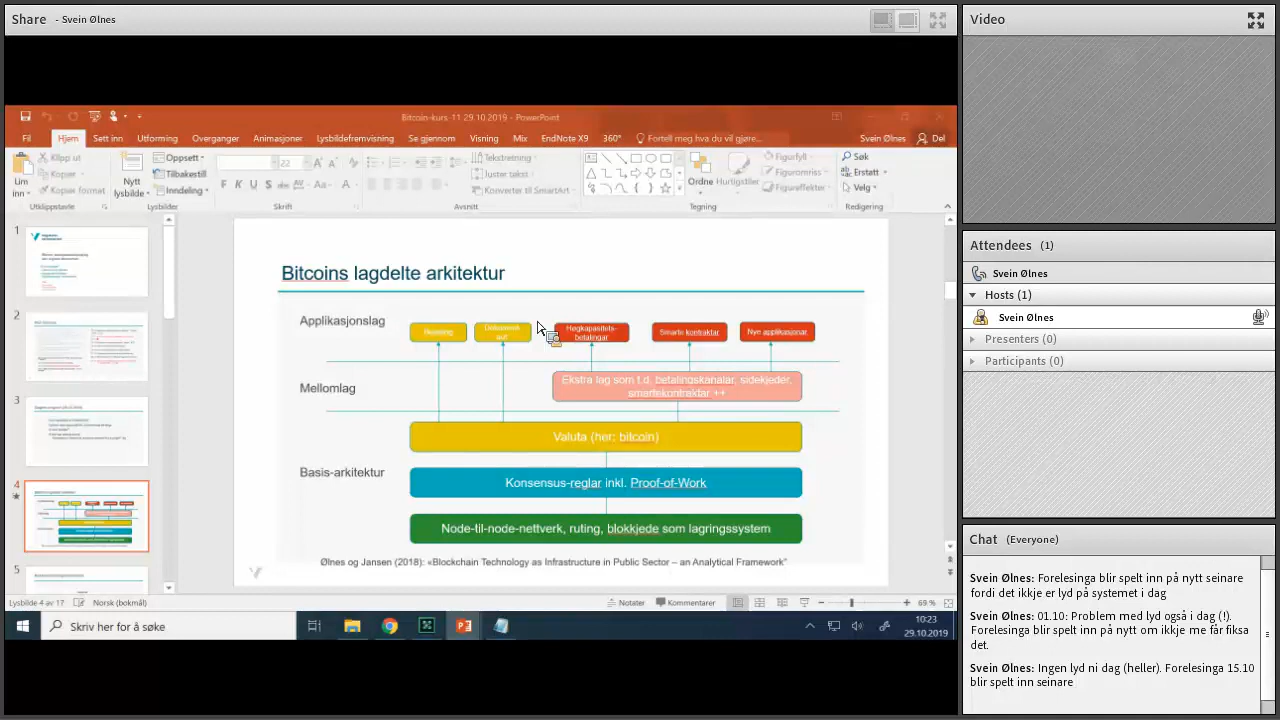 Share - Svein Ølnes
Video
Bitcoin-kurs 11 29.10.2019 - PowerPoint
Fil Hjem Sett inn Utforming Overganger Animasjoner Lysbildefremvisning Se gjennom Visning Mix EndNote X9 360° Fortell meg hva du vil gjøre... Svein Ølnes Del
Lim inn
Klipp ut
Kopier
Kopier format
Nytt lysbilde
Oppsett
Tilbakestill
Inndeling
22
F K U S abc AV Aa A
Tekstretning
Juster tekst
Konverter til SmartArt
Ordne Hurtigstiler
Figurfyll
Figuromriss
Figureffekter
Søk
Erstatt
Velg
Utklippstavle Lysbilder Skrift Avsnitt Tegning Redigering
1
2
3
4
5
Bitcoins lagdelte arkitektur
Applikasjonslag
Høgkapasitets-
betalingar
Smarte kontraktar
Nye applikasjonar
Mellomlag
Ekstra lag som t.d. betalingskanalar, sidekjeder,
smartekontraktar ++
Valuta (her: bitcoin)
Basis-arkitektur
Konsensus-reglar inkl. Proof-of-Work
Node-til-node-nettverk, ruting, blokkjede som lagringssystem
Ølnes og Jansen (2018): «Blockchain Technology as Infrastructure in Public Sector – an Analytical Framework"
Lysbilde 4 av 17 Norsk (bokmål) Notater Kommentarer 69 %
Skriv her for å søke
10:23
29.10.2019
Attendees (1)
Svein Ølnes
Hosts (1)
Svein Ølnes
Presenters (0)
Participants (0)
Chat (Everyone)
Svein Ølnes: Forelesinga blir spelt inn på nytt seinare
fordi det ikkje er lyd på systemet i dag
Svein Ølnes: 01.10: Problem med lyd også i dag (!).
Forelesinga blir spelt inn på nytt om ikkje me får fiksa
det.
Svein Ølnes: Ingen lyd ni dag (heller). Forelesinga 15.10
blir spelt inn seinare